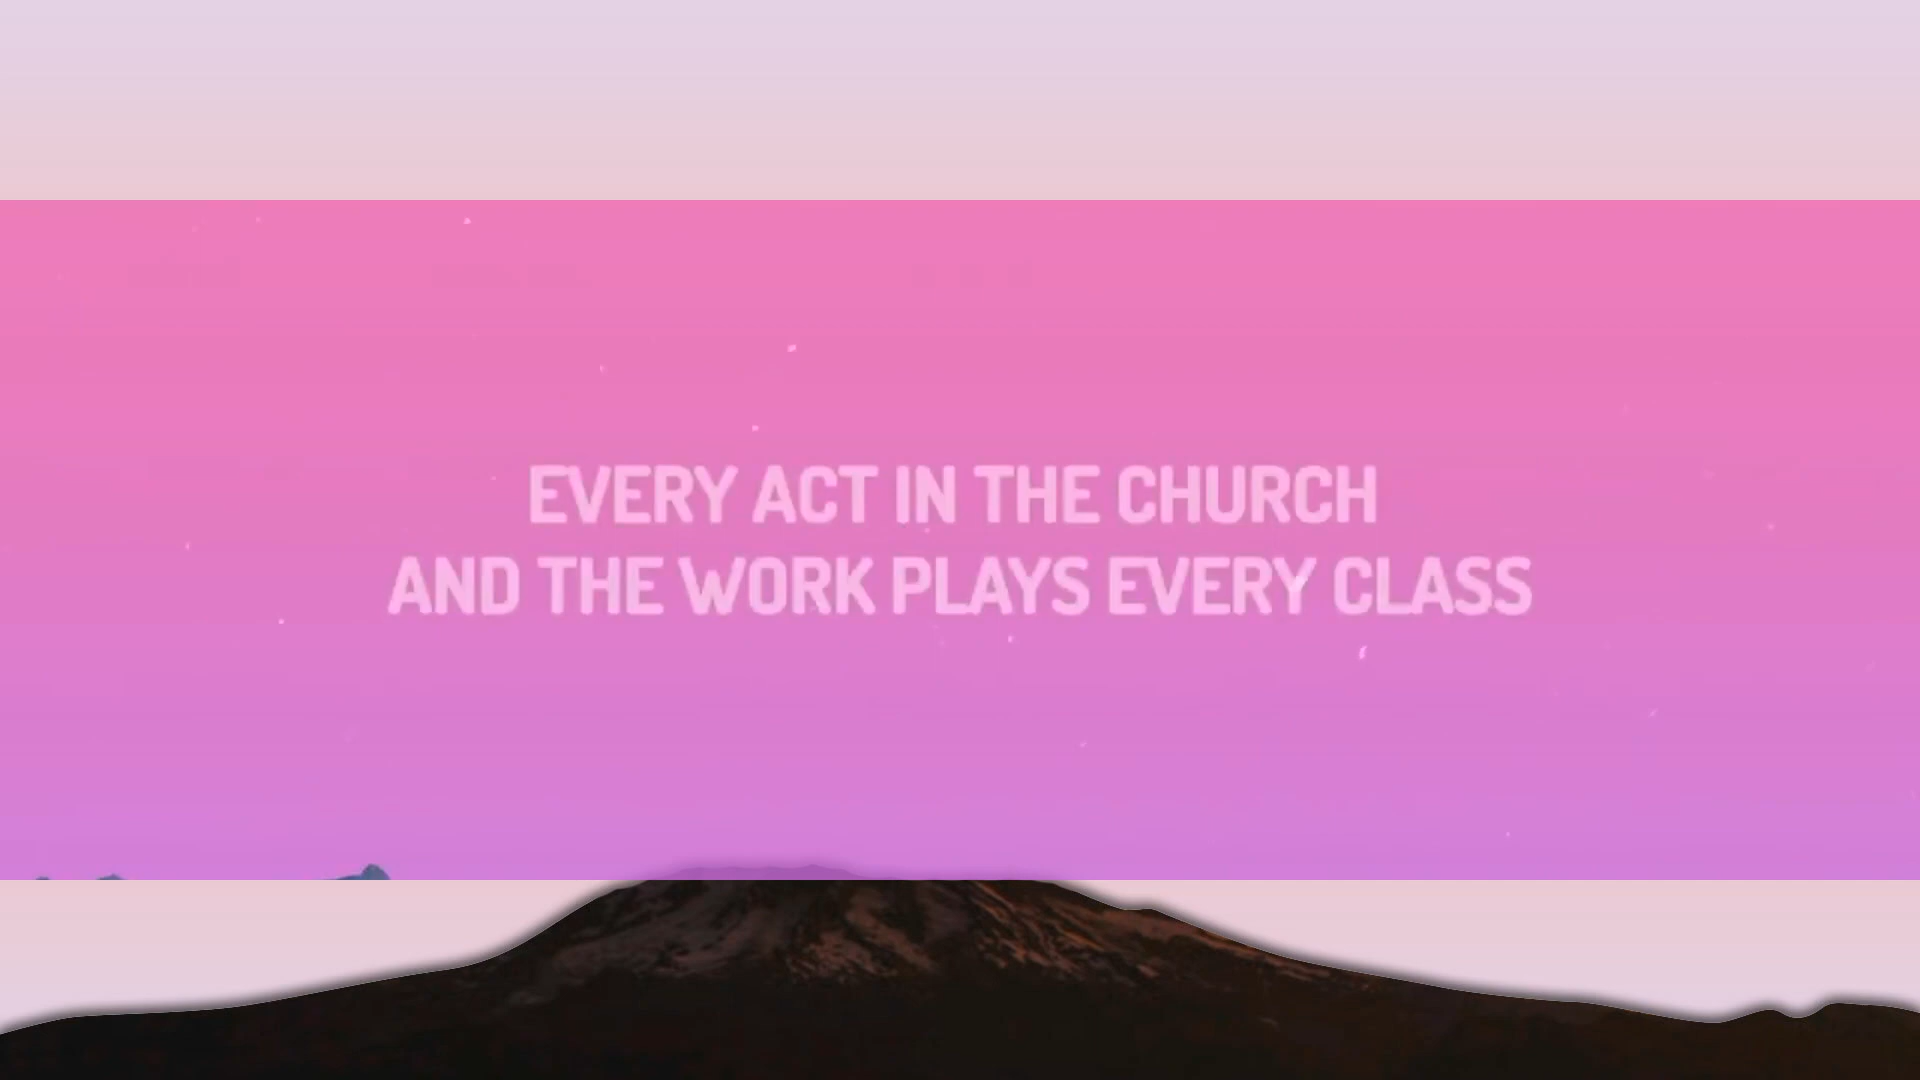 EVERY ACT IN THE CHURCH
AND THE WORK PLAYS EVERY CLASS